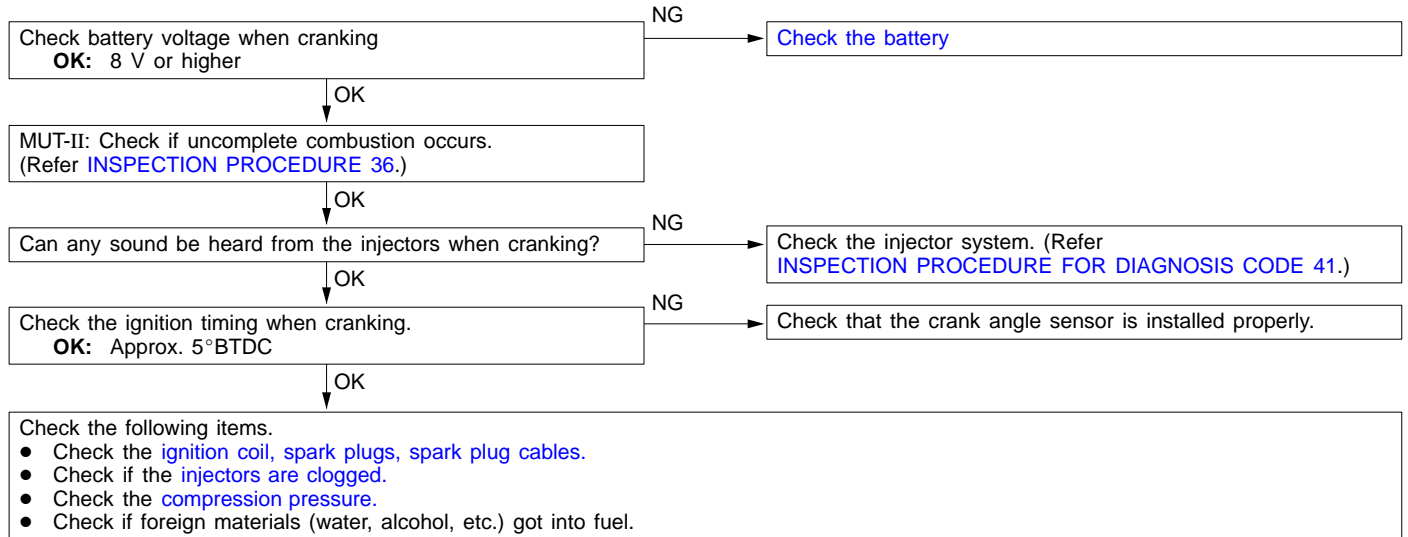 Check battery voltage when cranking
OK: 8 V or higher
NG
Check the battery
OK
MUT-II: Check if uncomplete combustion occurs.
(Refer INSPECTION PROCEDURE 36.)
OK
Can any sound be heard from the injectors when cranking?
NG
Check the injector system. (Refer
INSPECTION PROCEDURE FOR DIAGNOSIS CODE 41.)
OK
Check the ignition timing when cranking.
OK: Approx. 5°BTDC
NG
Check that the crank angle sensor is installed properly.
OK
Check the following items.
● Check the ignition coil, spark plugs, spark plug cables.
● Check if the injectors are clogged.
● Check the compression pressure.
● Check if foreign materials (water, alcohol, etc.) got into fuel.